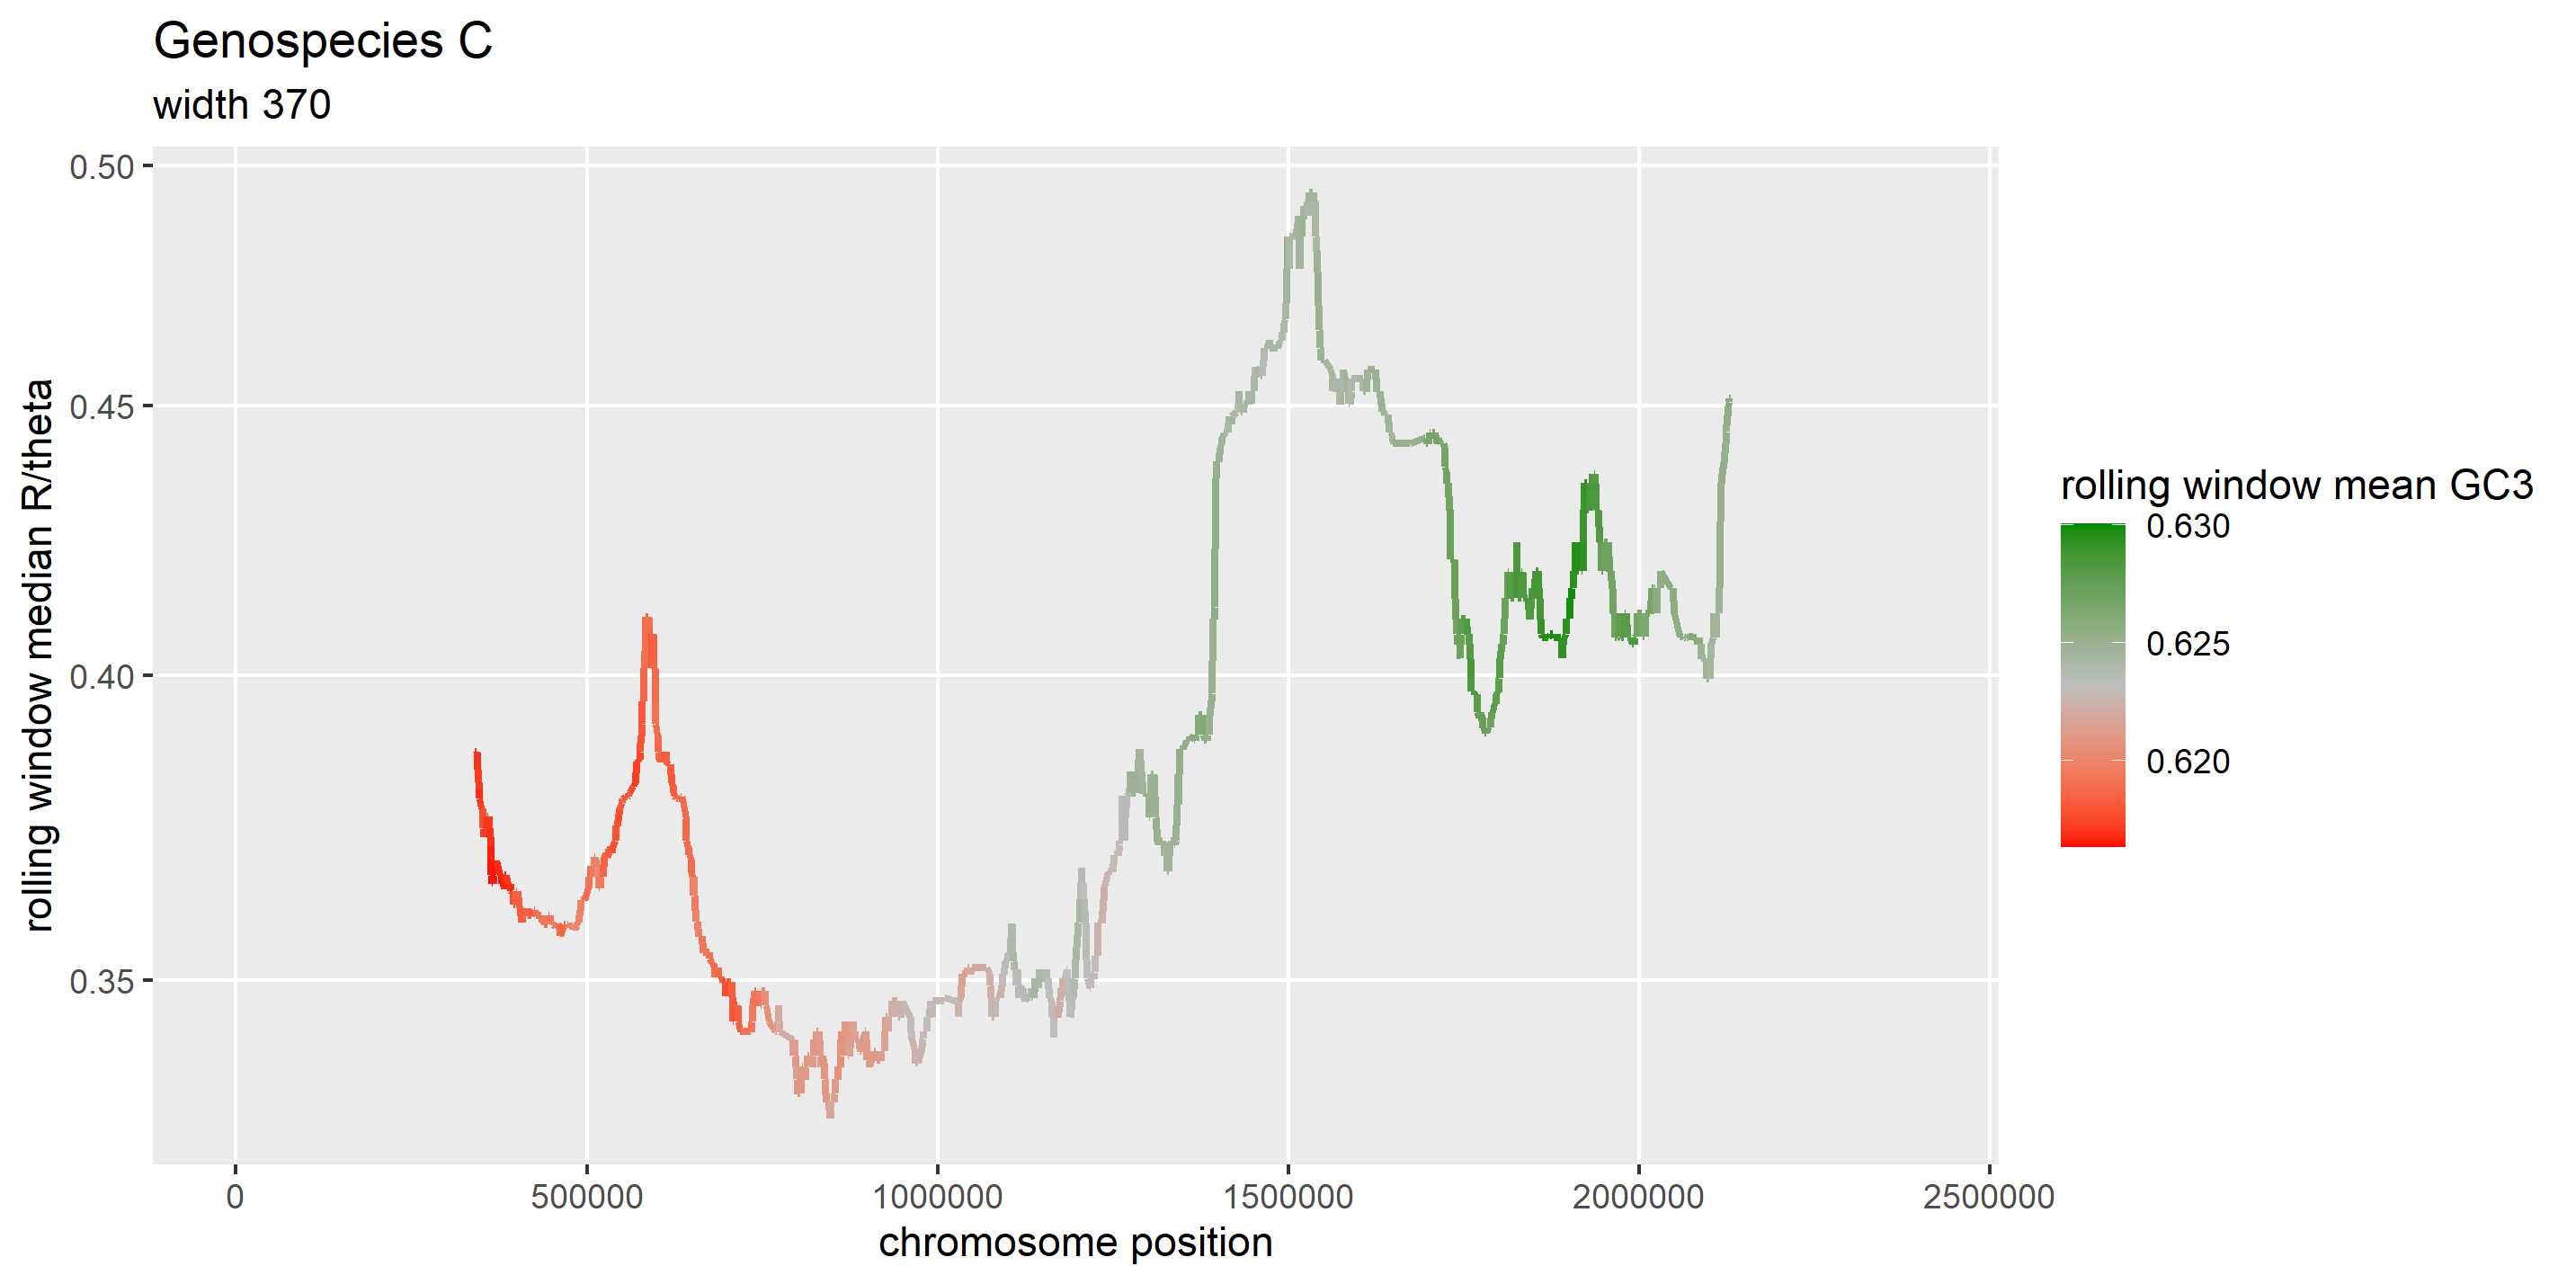 Genospecies C
width 370
0.50
0.45
0.40
0.35
rolling window median R/theta
0 500000 1000000 1500000 2000000 2500000
chromosome position
rolling window mean GC3
0.630
0.625
0.620